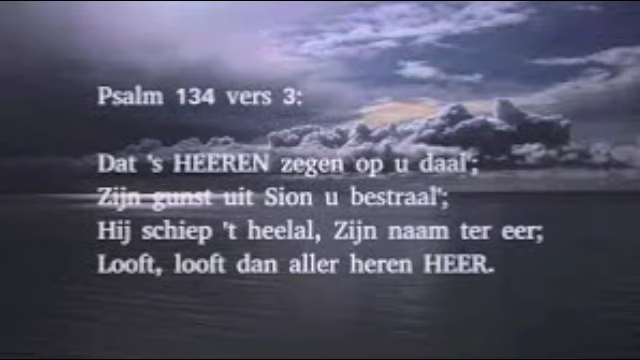 Psalm 134 vers 3:
Dat 's HEEREN zegen op u daal';
Zijn gunst uit Sion u bestraal';
Hij schiep 't heelal, Zijn naam ter eer;
Looft, looft dan aller heren HEER.